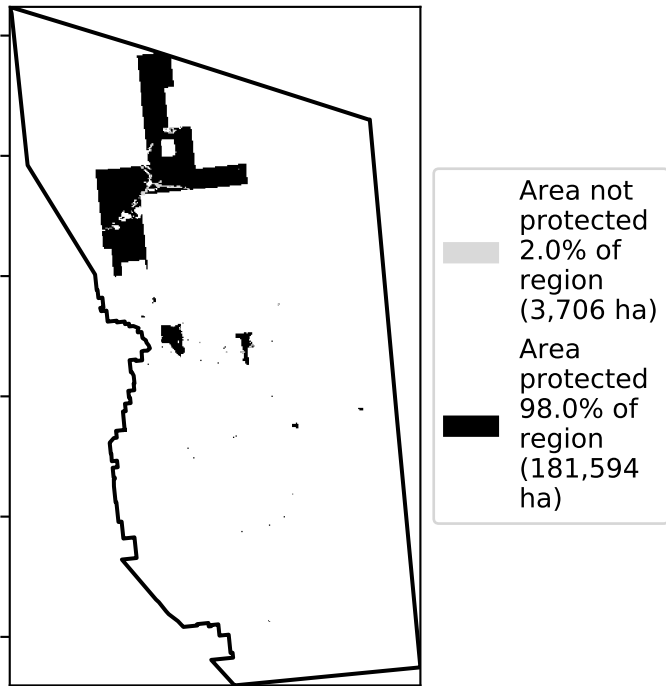 Area not
protected
2.0% of
region
(3,706 ha)
Area
protected
98.0% of
region
(181,594
ha)